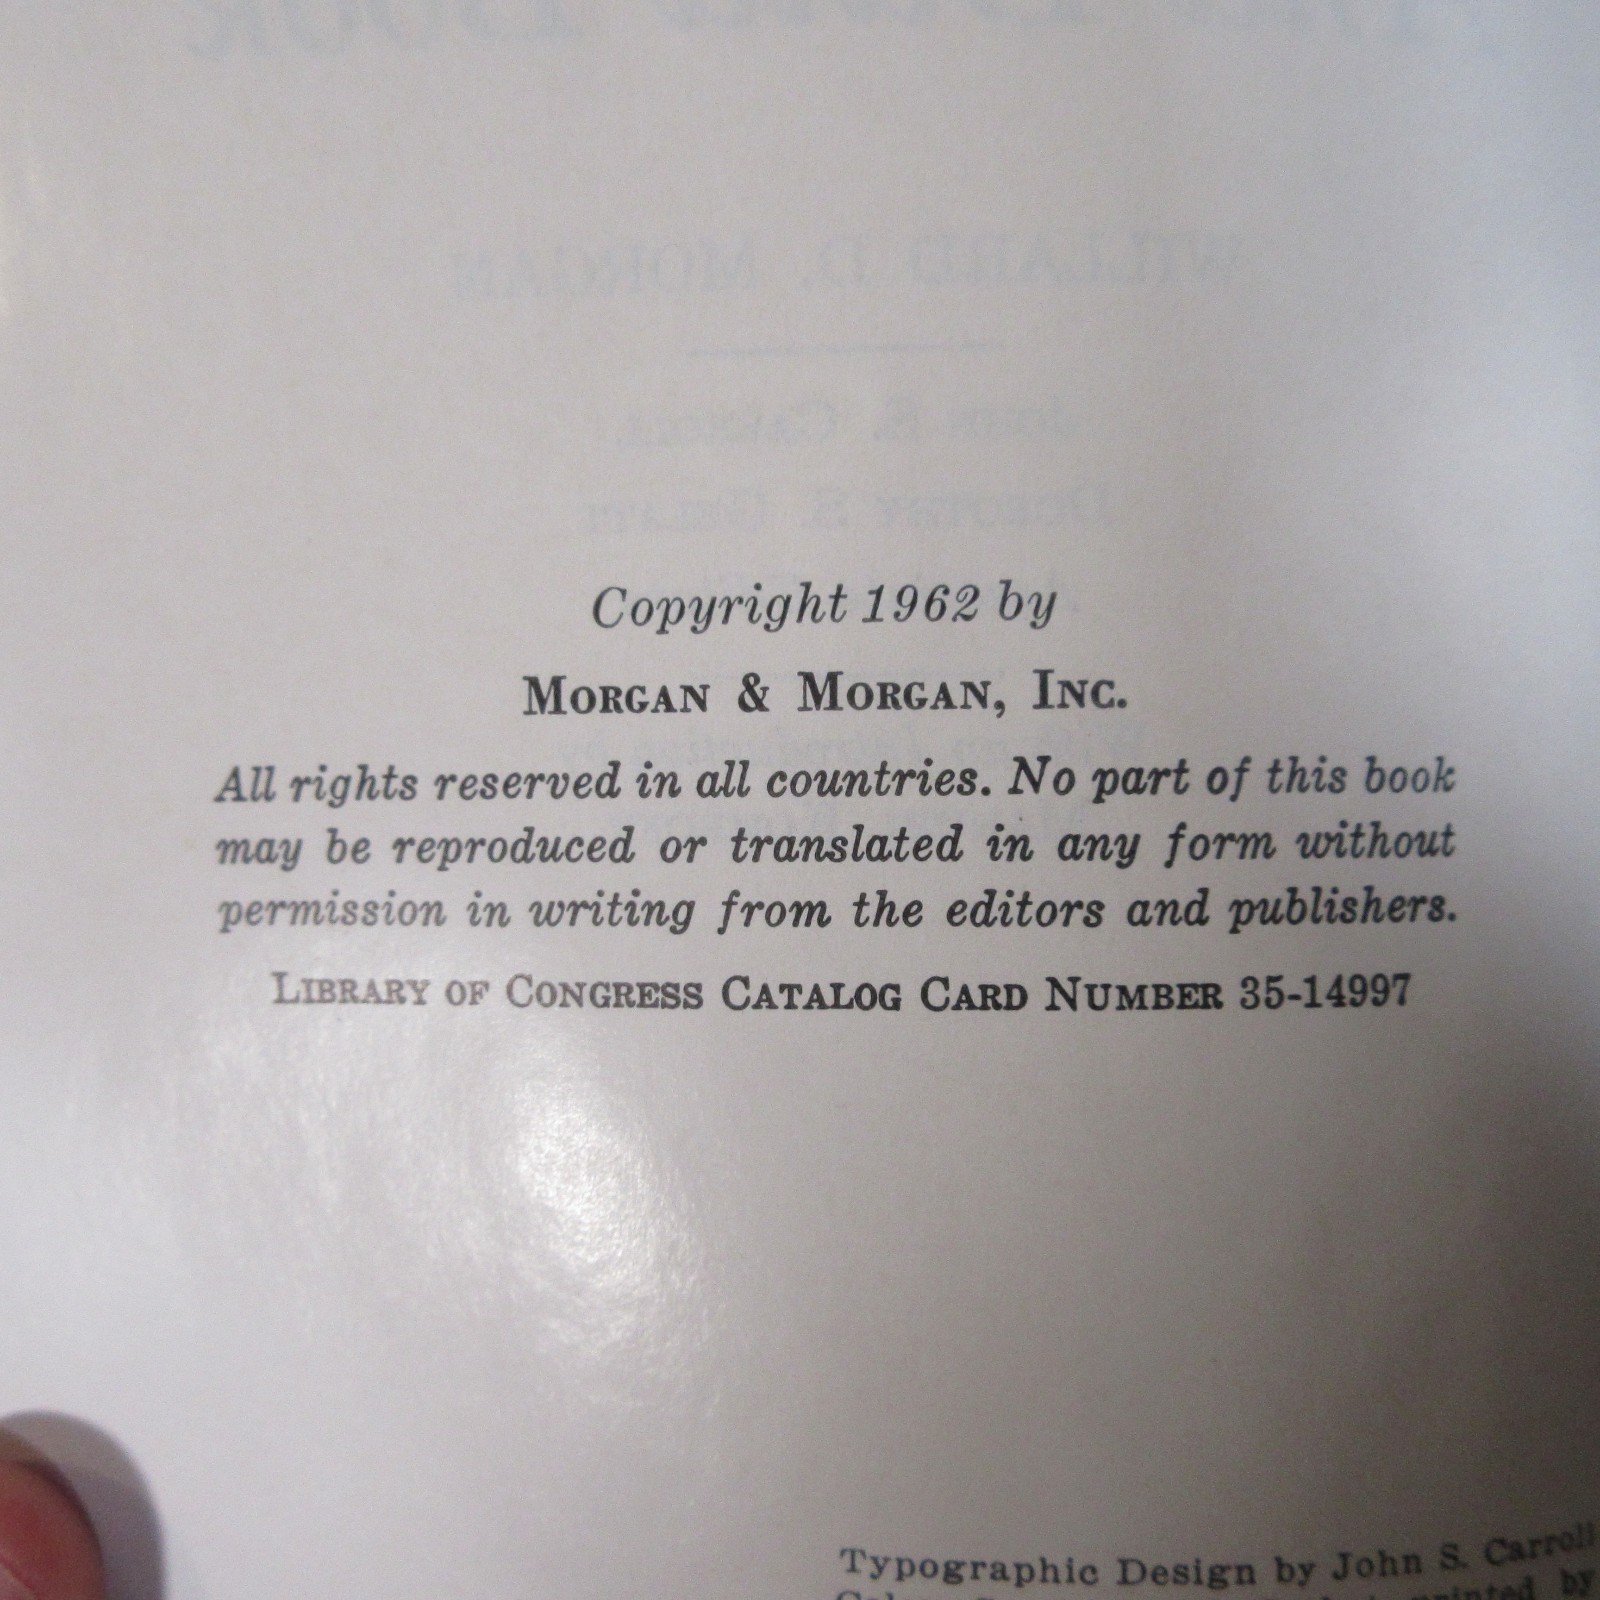 Copyright 1962 by
MORGAN & MORGAN, INC.
All rights reserved in all countries. No part of this book
may be reproduced or translated in any form without
permission in writing from the editors and publishers.
LIBRARY OF CONGRESS CATALOG CARD NUMBER 35-14997
Typographic Design by John S. Carroll
printed by